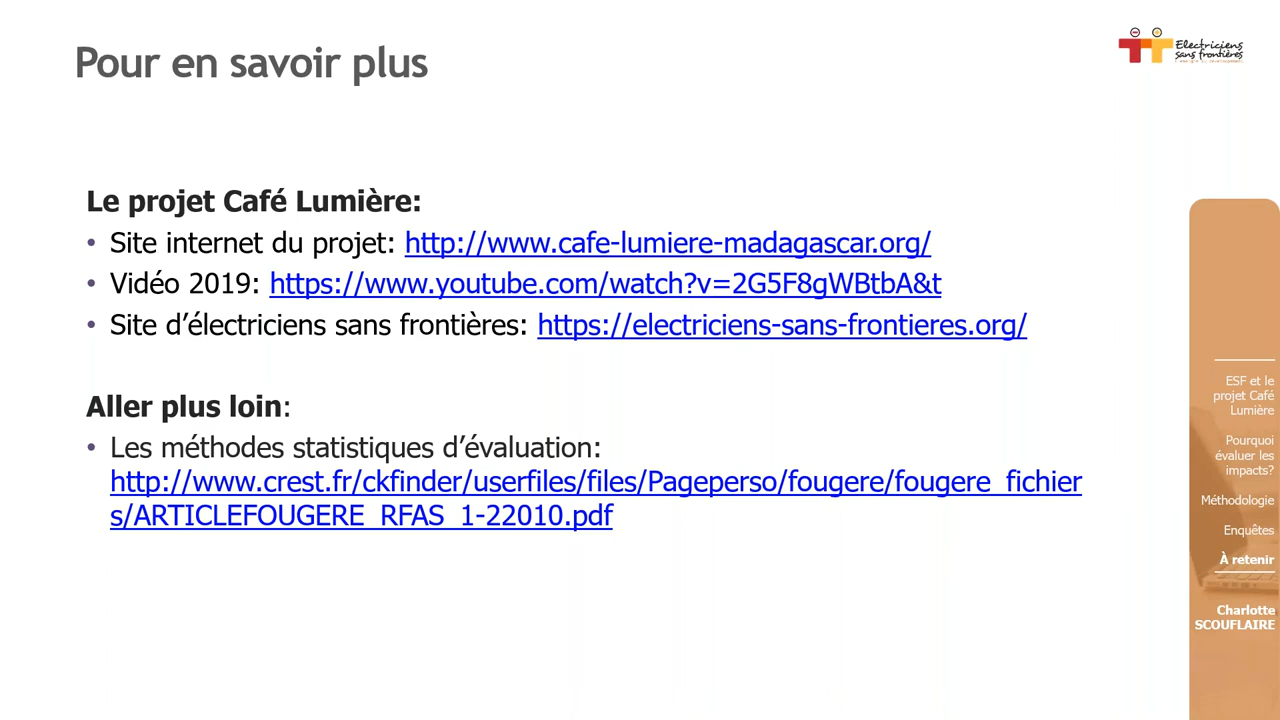 Pour en savoir plus
Electriciens
sans frontières
Le projet Café Lumière:
• Site internet du projet: http://www.cafe-lumiere-madagascar.org/
• Vidéo 2019: https://www.youtube.com/watch?v=2G5F8gWBtbA&t
• Site d’électriciens sans frontières: https://electriciens-sans-frontieres.org/
Aller plus loin:
• Les méthodes statistiques d’évaluation:
http://www.crest.fr/ckfinder/userfiles/files/Pageperso/fougere/fougere_fichier
s/ARTICLEFOUGERE_RFAS_1-22010.pdf
ESF et le
projet Café
Lumière
Pourquoi
évaluer les
impacts?
Méthodologie
Enquêtes
À retenir
Charlotte
SCOUFLAIRE